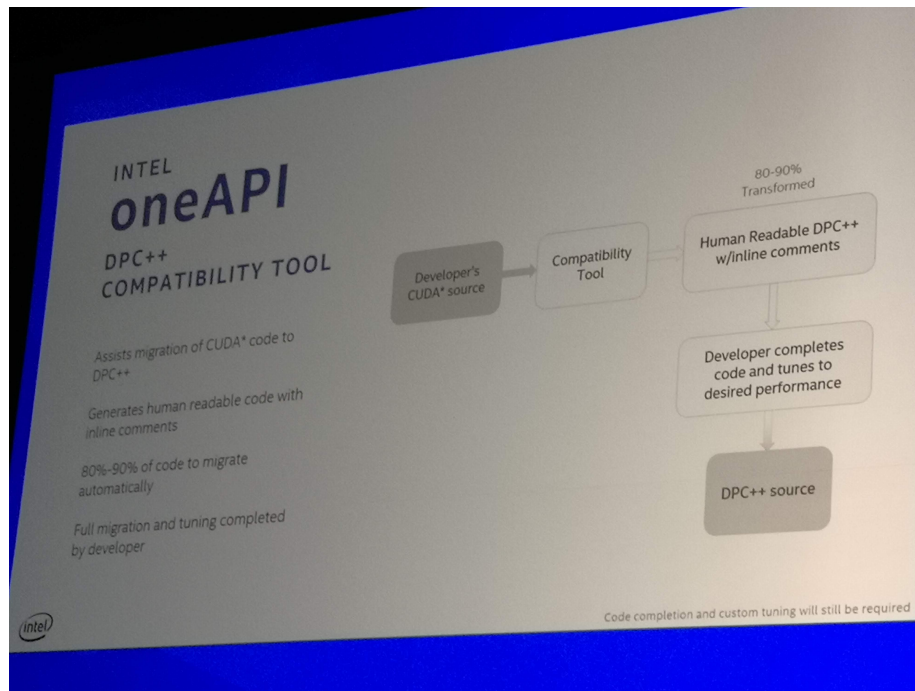 INTEL
oneAPI
DPC++
COMPATIBILITY TOOL
Assists migration of CUDA* code to
DPC++
Generates human readable code with
inline comments
80%-90% of code to migrate
automatically
Full migration and tuning completed
by developer
Developer's
CUDA* source
Compatibility
Tool
80-90%
Transformed
Human Readable DPC++
w/inline comments
Developer completes
code and tunes to
desired performance
DPC++ source
intel
Code completion and custom tuning will still be required